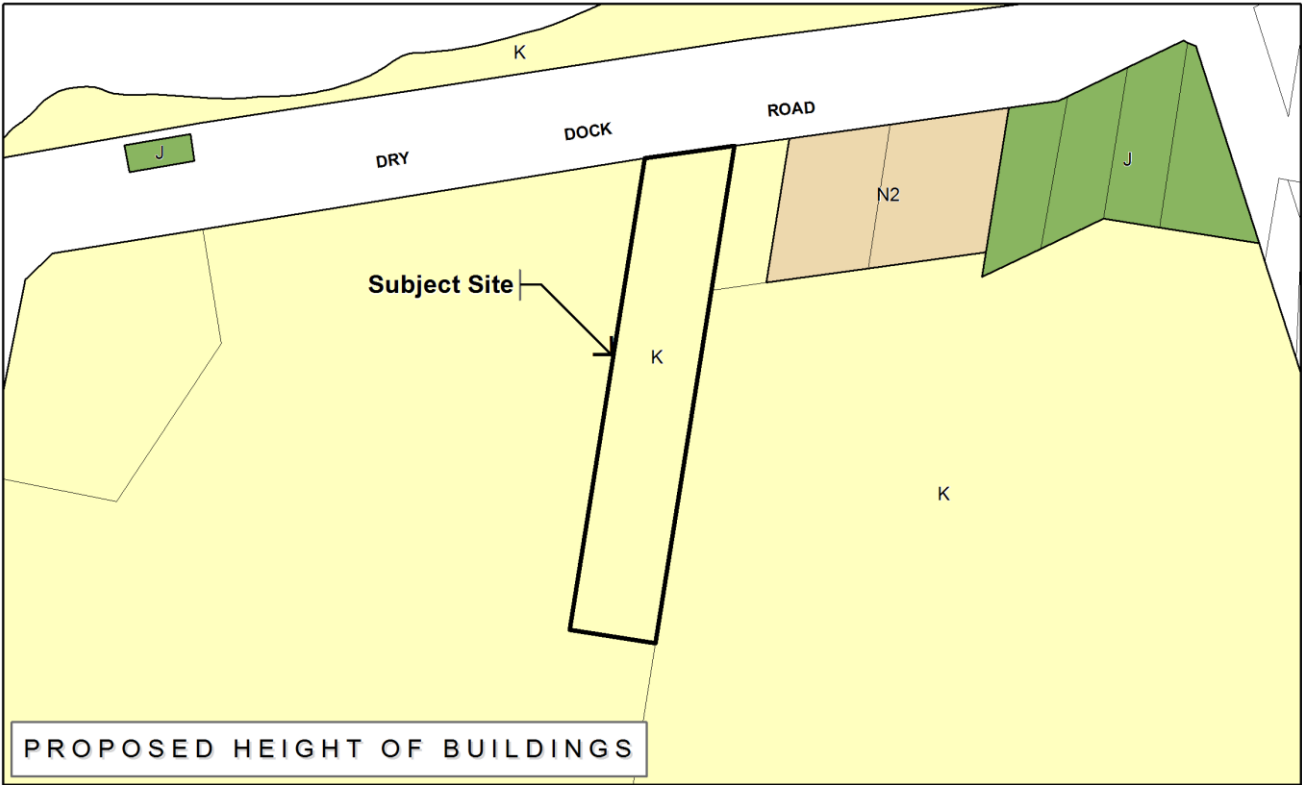 K
ROAD
DOCK
DRY
J
J
N2
Subject Site
K
K
PROPOSED HEIGHT OF BUILDINGS